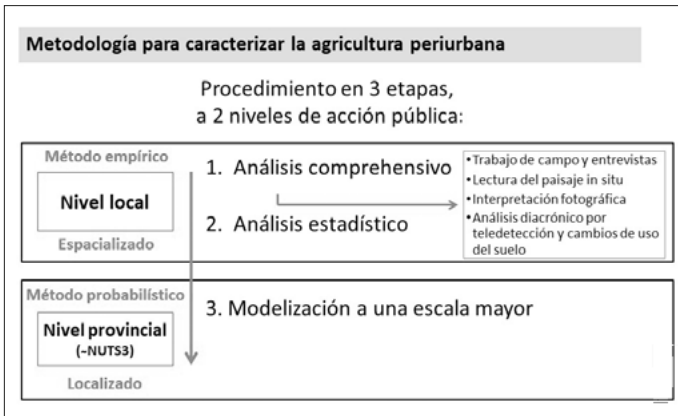 Metodología para caracterizar la agricultura periurbana
Procedimiento en 3 etapas,
a 2 niveles de acción pública:
Método empírico
Nivel local
Espacializado
1. Análisis comprehensivo
2. Análisis estadístico
•Trabajo de campo y entrevistas
•Lectura del paisaje in situ
•Interpretación fotográfica
•Análisis diacrónico por
teledetección y cambios de uso
del suelo
Método probabilístico
Nivel provincial
(-NUTS3)
Localizado
3. Modelización a una escala mayor